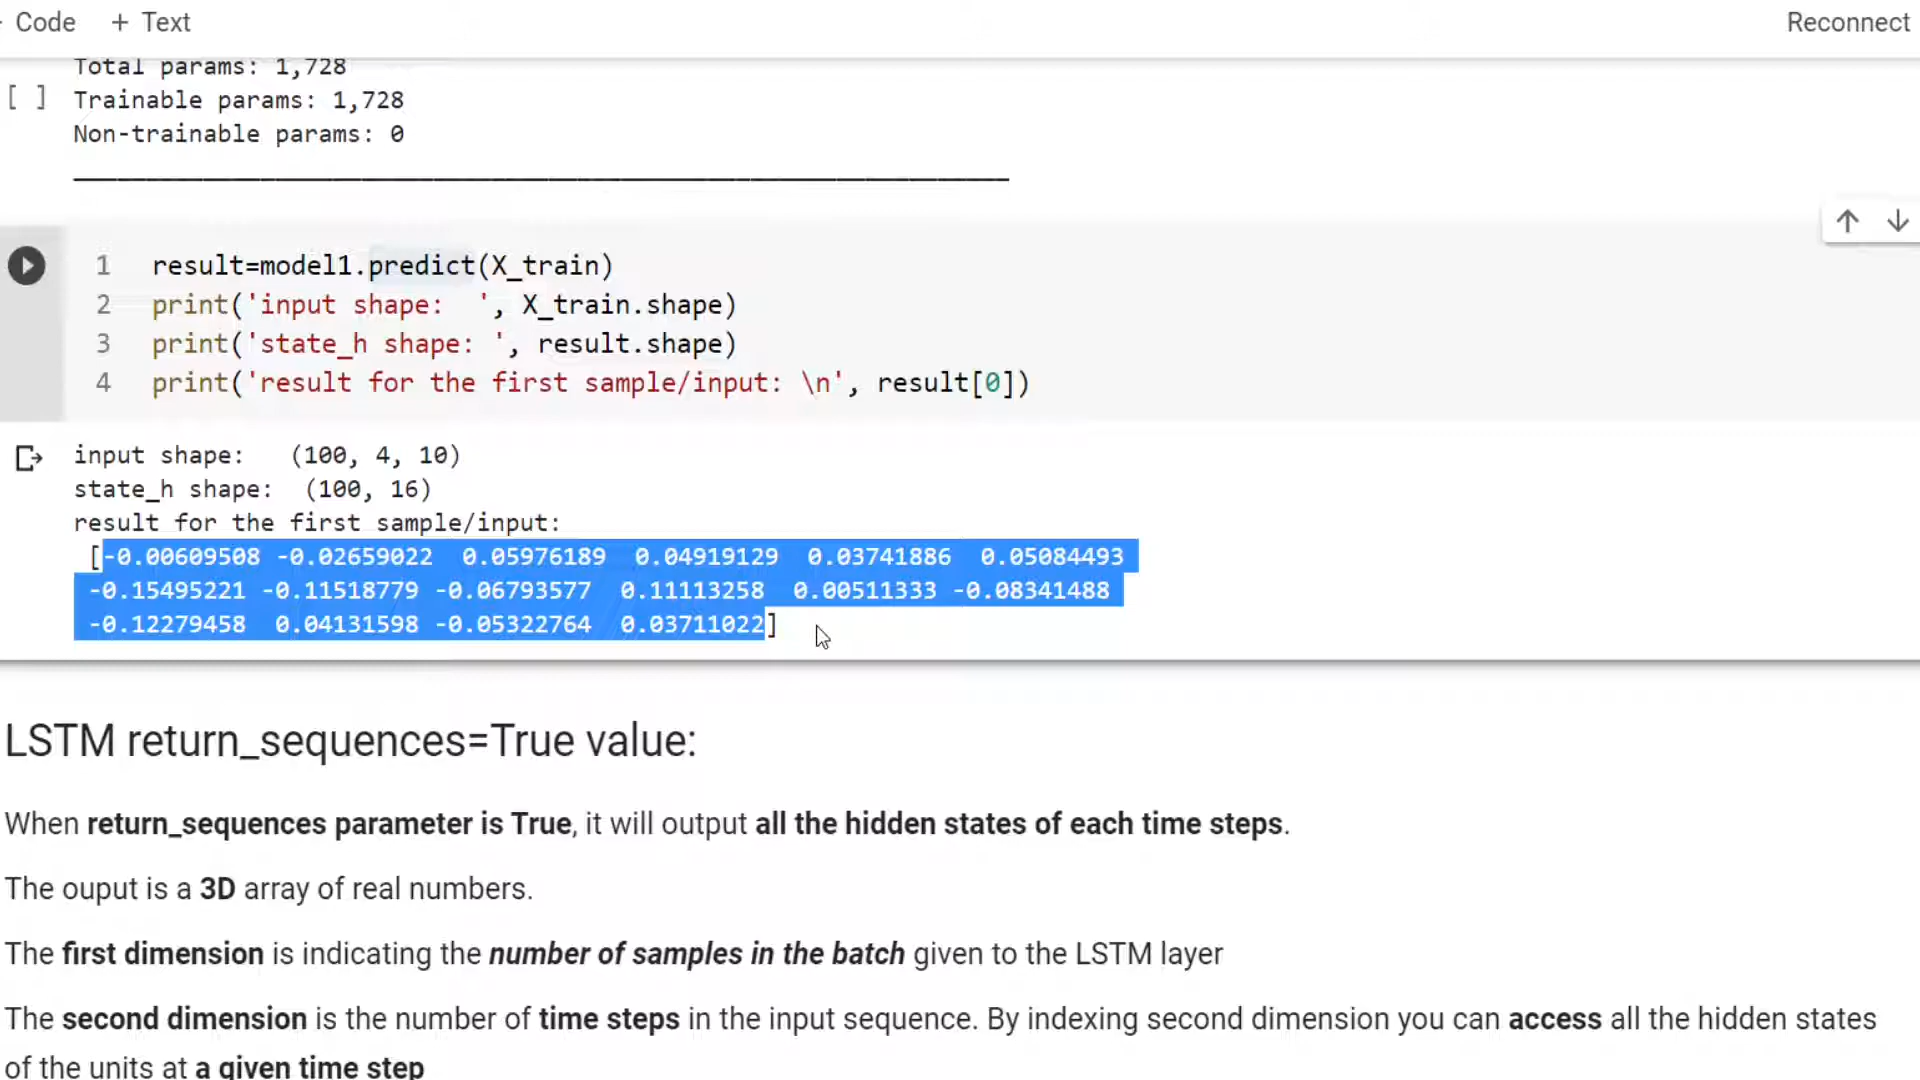 Code + Text Reconnect
Total params: 1,728
[ ] Trainable params: 1,728
Non-trainable params: 0
1 result=model1.predict(X_train)
2 print('input shape:  ', X_train.shape)
3 print('state_h shape: ', result.shape)
4 print('result for the first sample/input: \n', result[0])
input shape:   (100, 4, 10)
state_h shape:  (100, 16)
result for the first sample/input:
[-0.00609508 -0.02659022  0.05976189  0.04919129  0.03741886  0.05084493
-0.15495221 -0.11518779 -0.06793577  0.11113258  0.00511333 -0.08341488
-0.12279458  0.04131598 -0.05322764  0.03711022]
LSTM return_sequences=True value:
When return_sequences parameter is True, it will output all the hidden states of each time steps.
The ouput is a 3D array of real numbers.
The first dimension is indicating the number of samples in the batch given to the LSTM layer
The second dimension is the number of time steps in the input sequence. By indexing second dimension you can access all the hidden states
of the units at a given time step